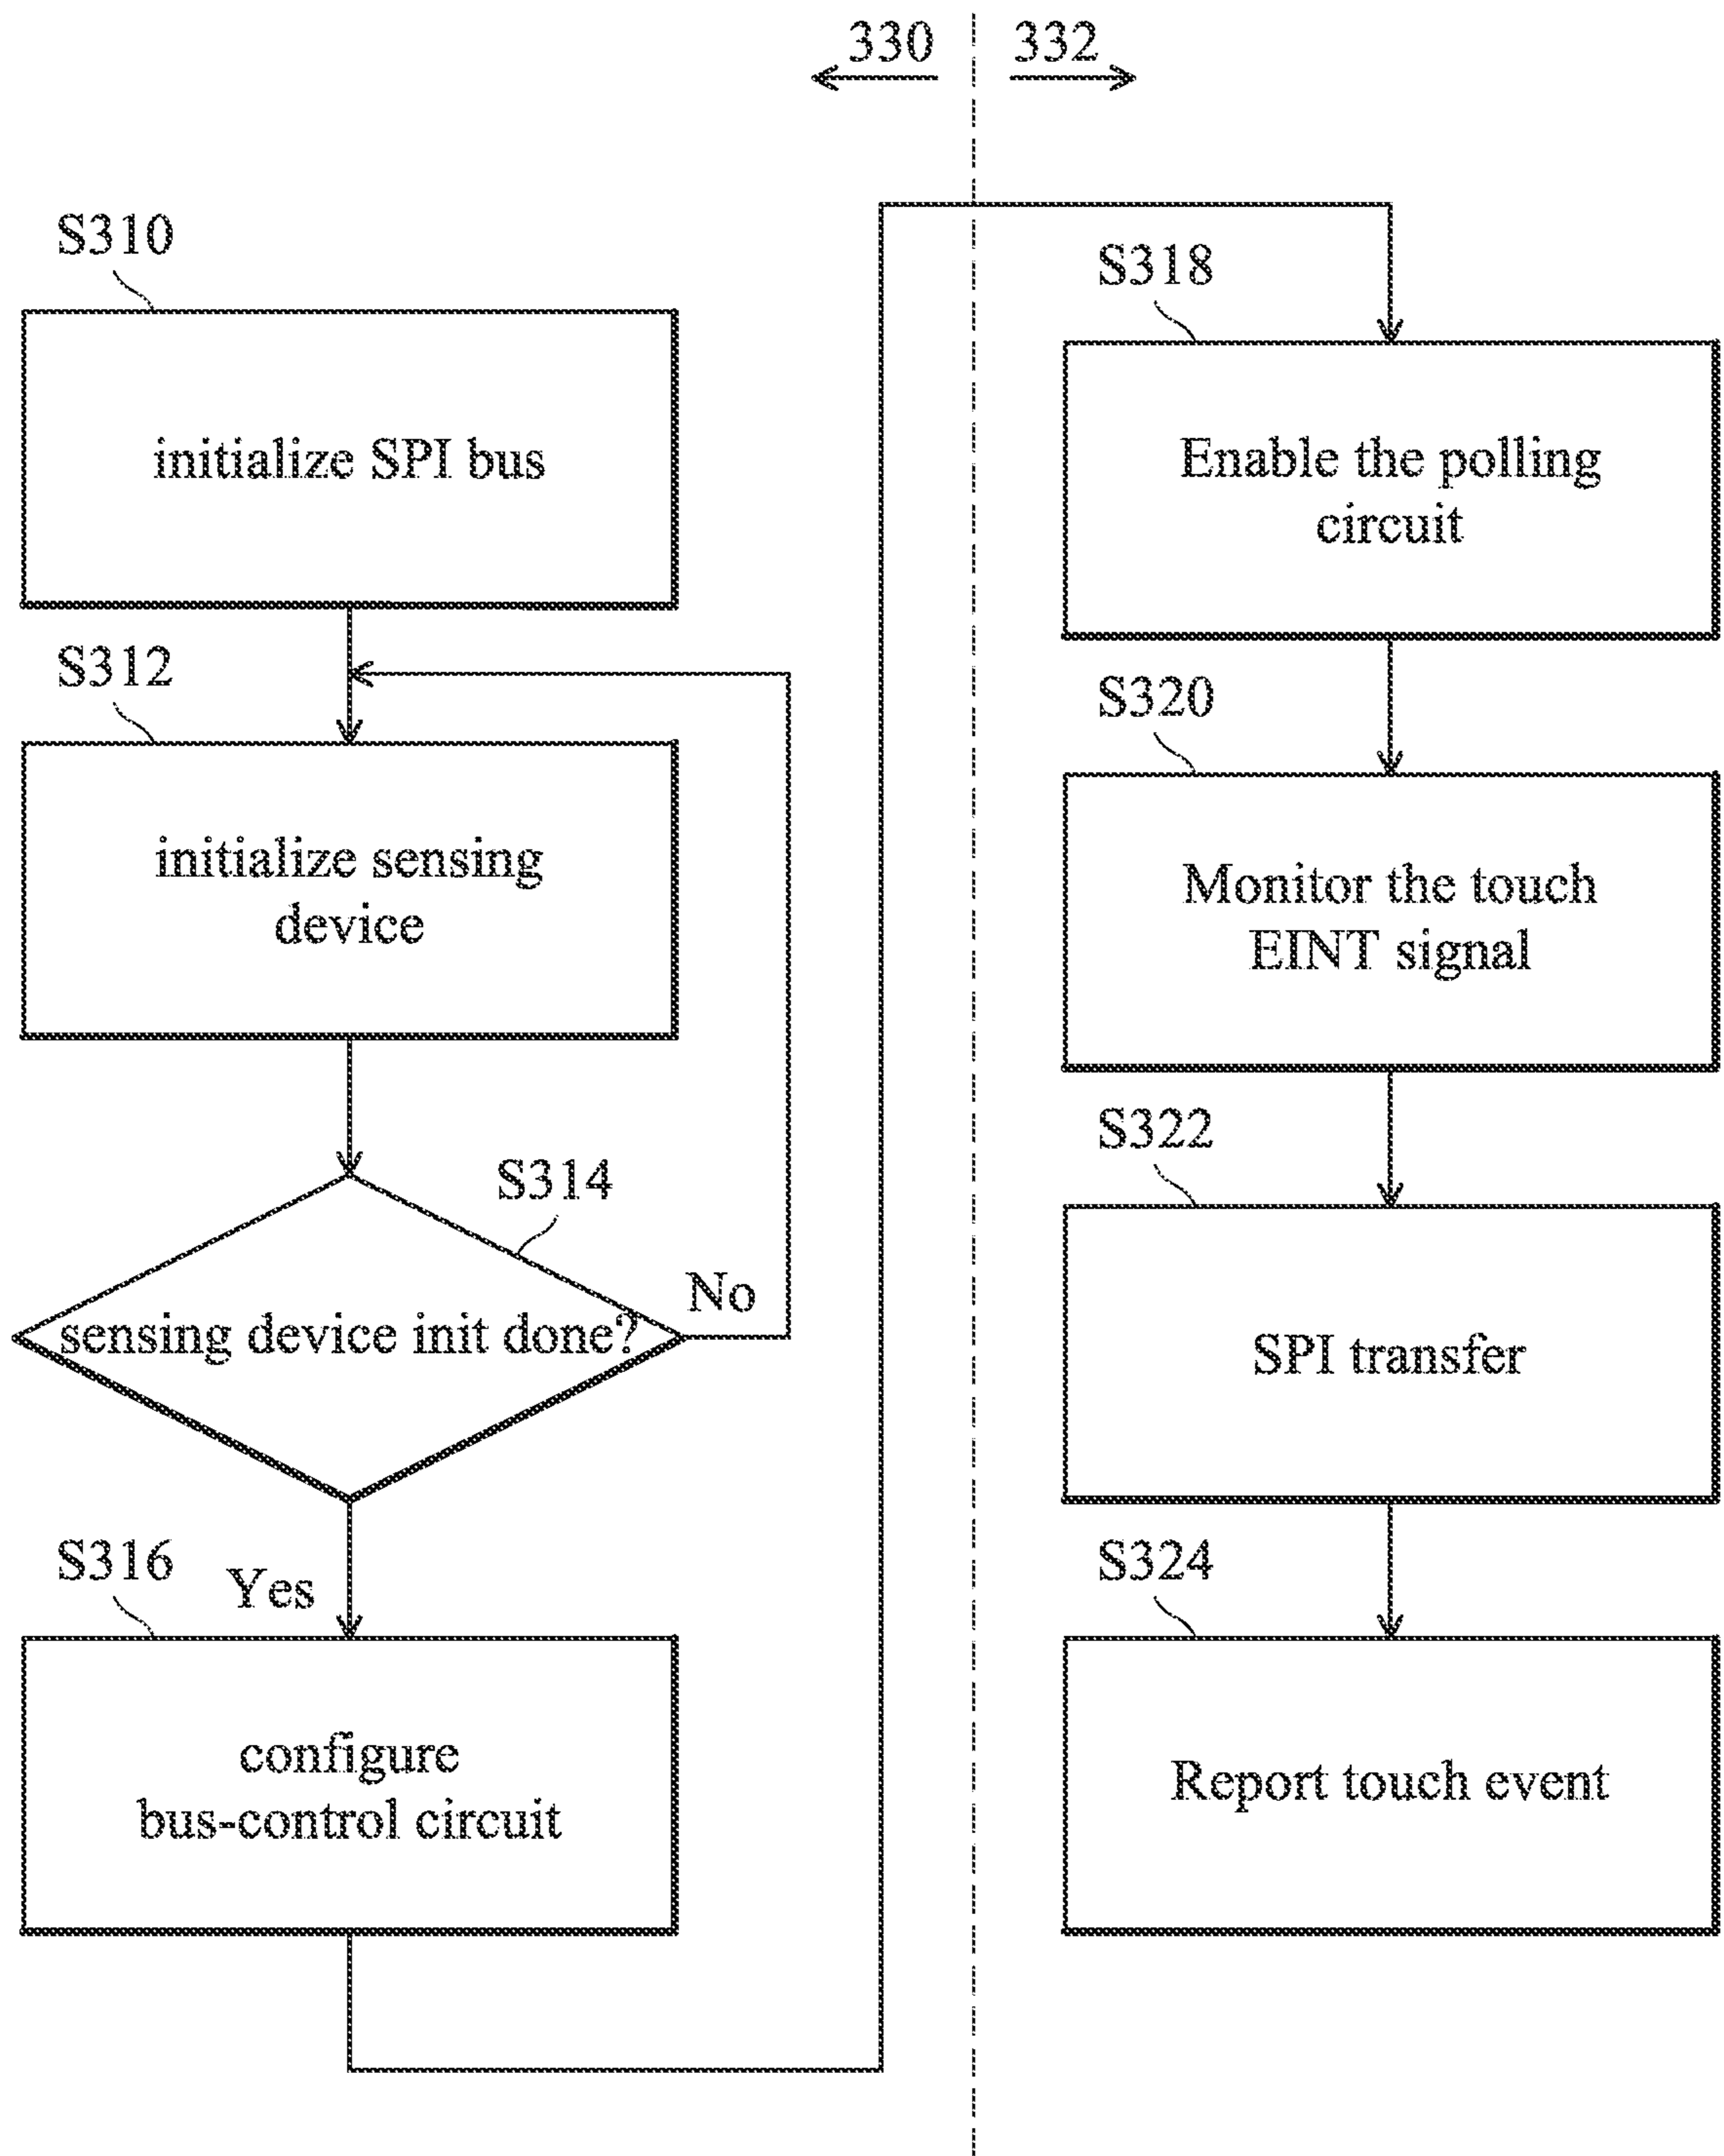 330
332
S310
initialize SPI bus
S312
initialize sensing
device
S314
sensing device init done?
No
Yes
S316
configure
bus-control circuit
S318
Enable the polling
circuit
S320
Monitor the touch
EINT signal
S322
SPI transfer
S324
Report touch event